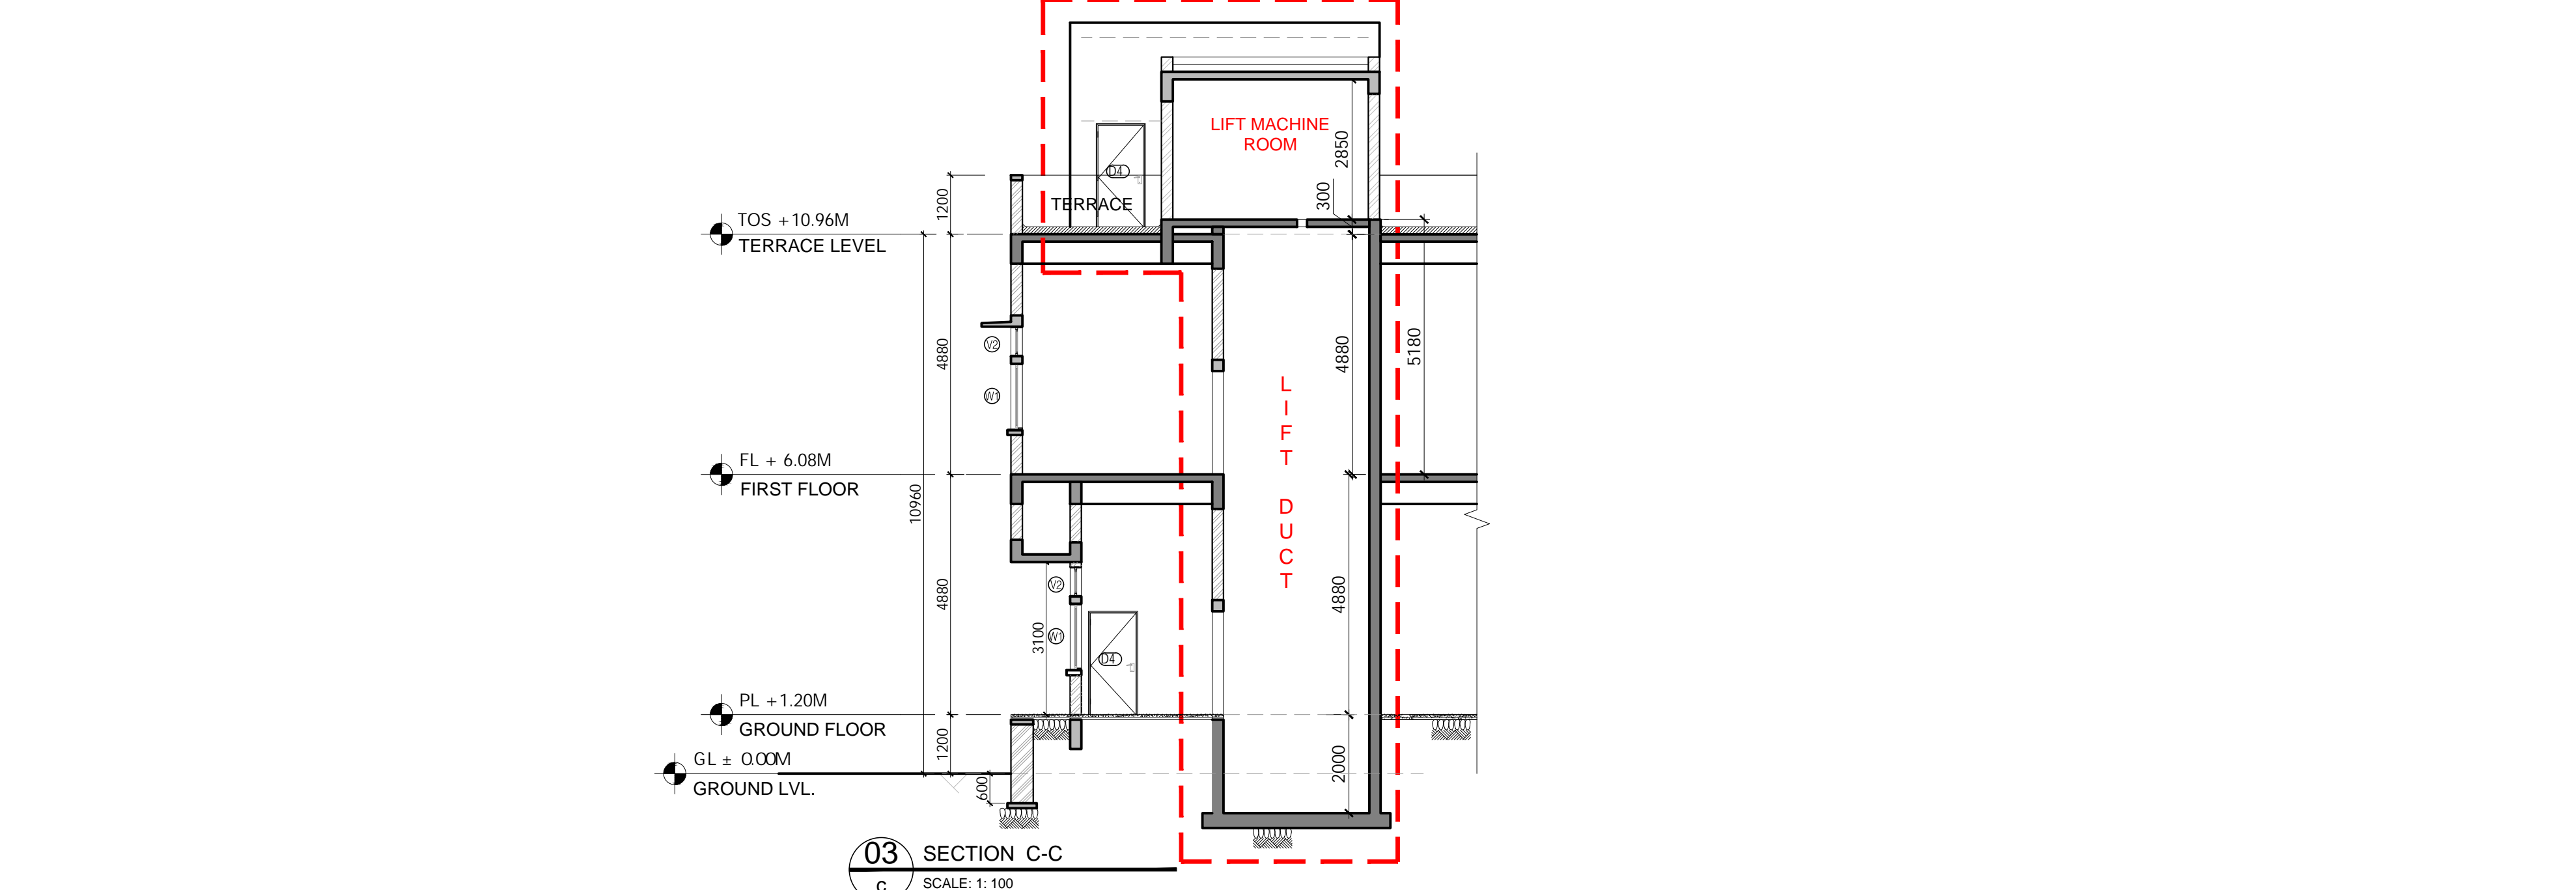 LIFT MACHINE
ROOM
2850
300
D4
TERRACE
1200
TOS +10.96M
TERRACE LEVEL
V2
W1
4880
4880
5180
L
I
F
T
D
U
C
T
FL + 6.08M
FIRST FLOOR
10960
4880
V2
W1
3100
D4
4880
PL +1.20M
GROUND FLOOR
1200
2000
GL ± 0.00M
GROUND LVL.
600
03
c
SECTION C-C
SCALE: 1: 100